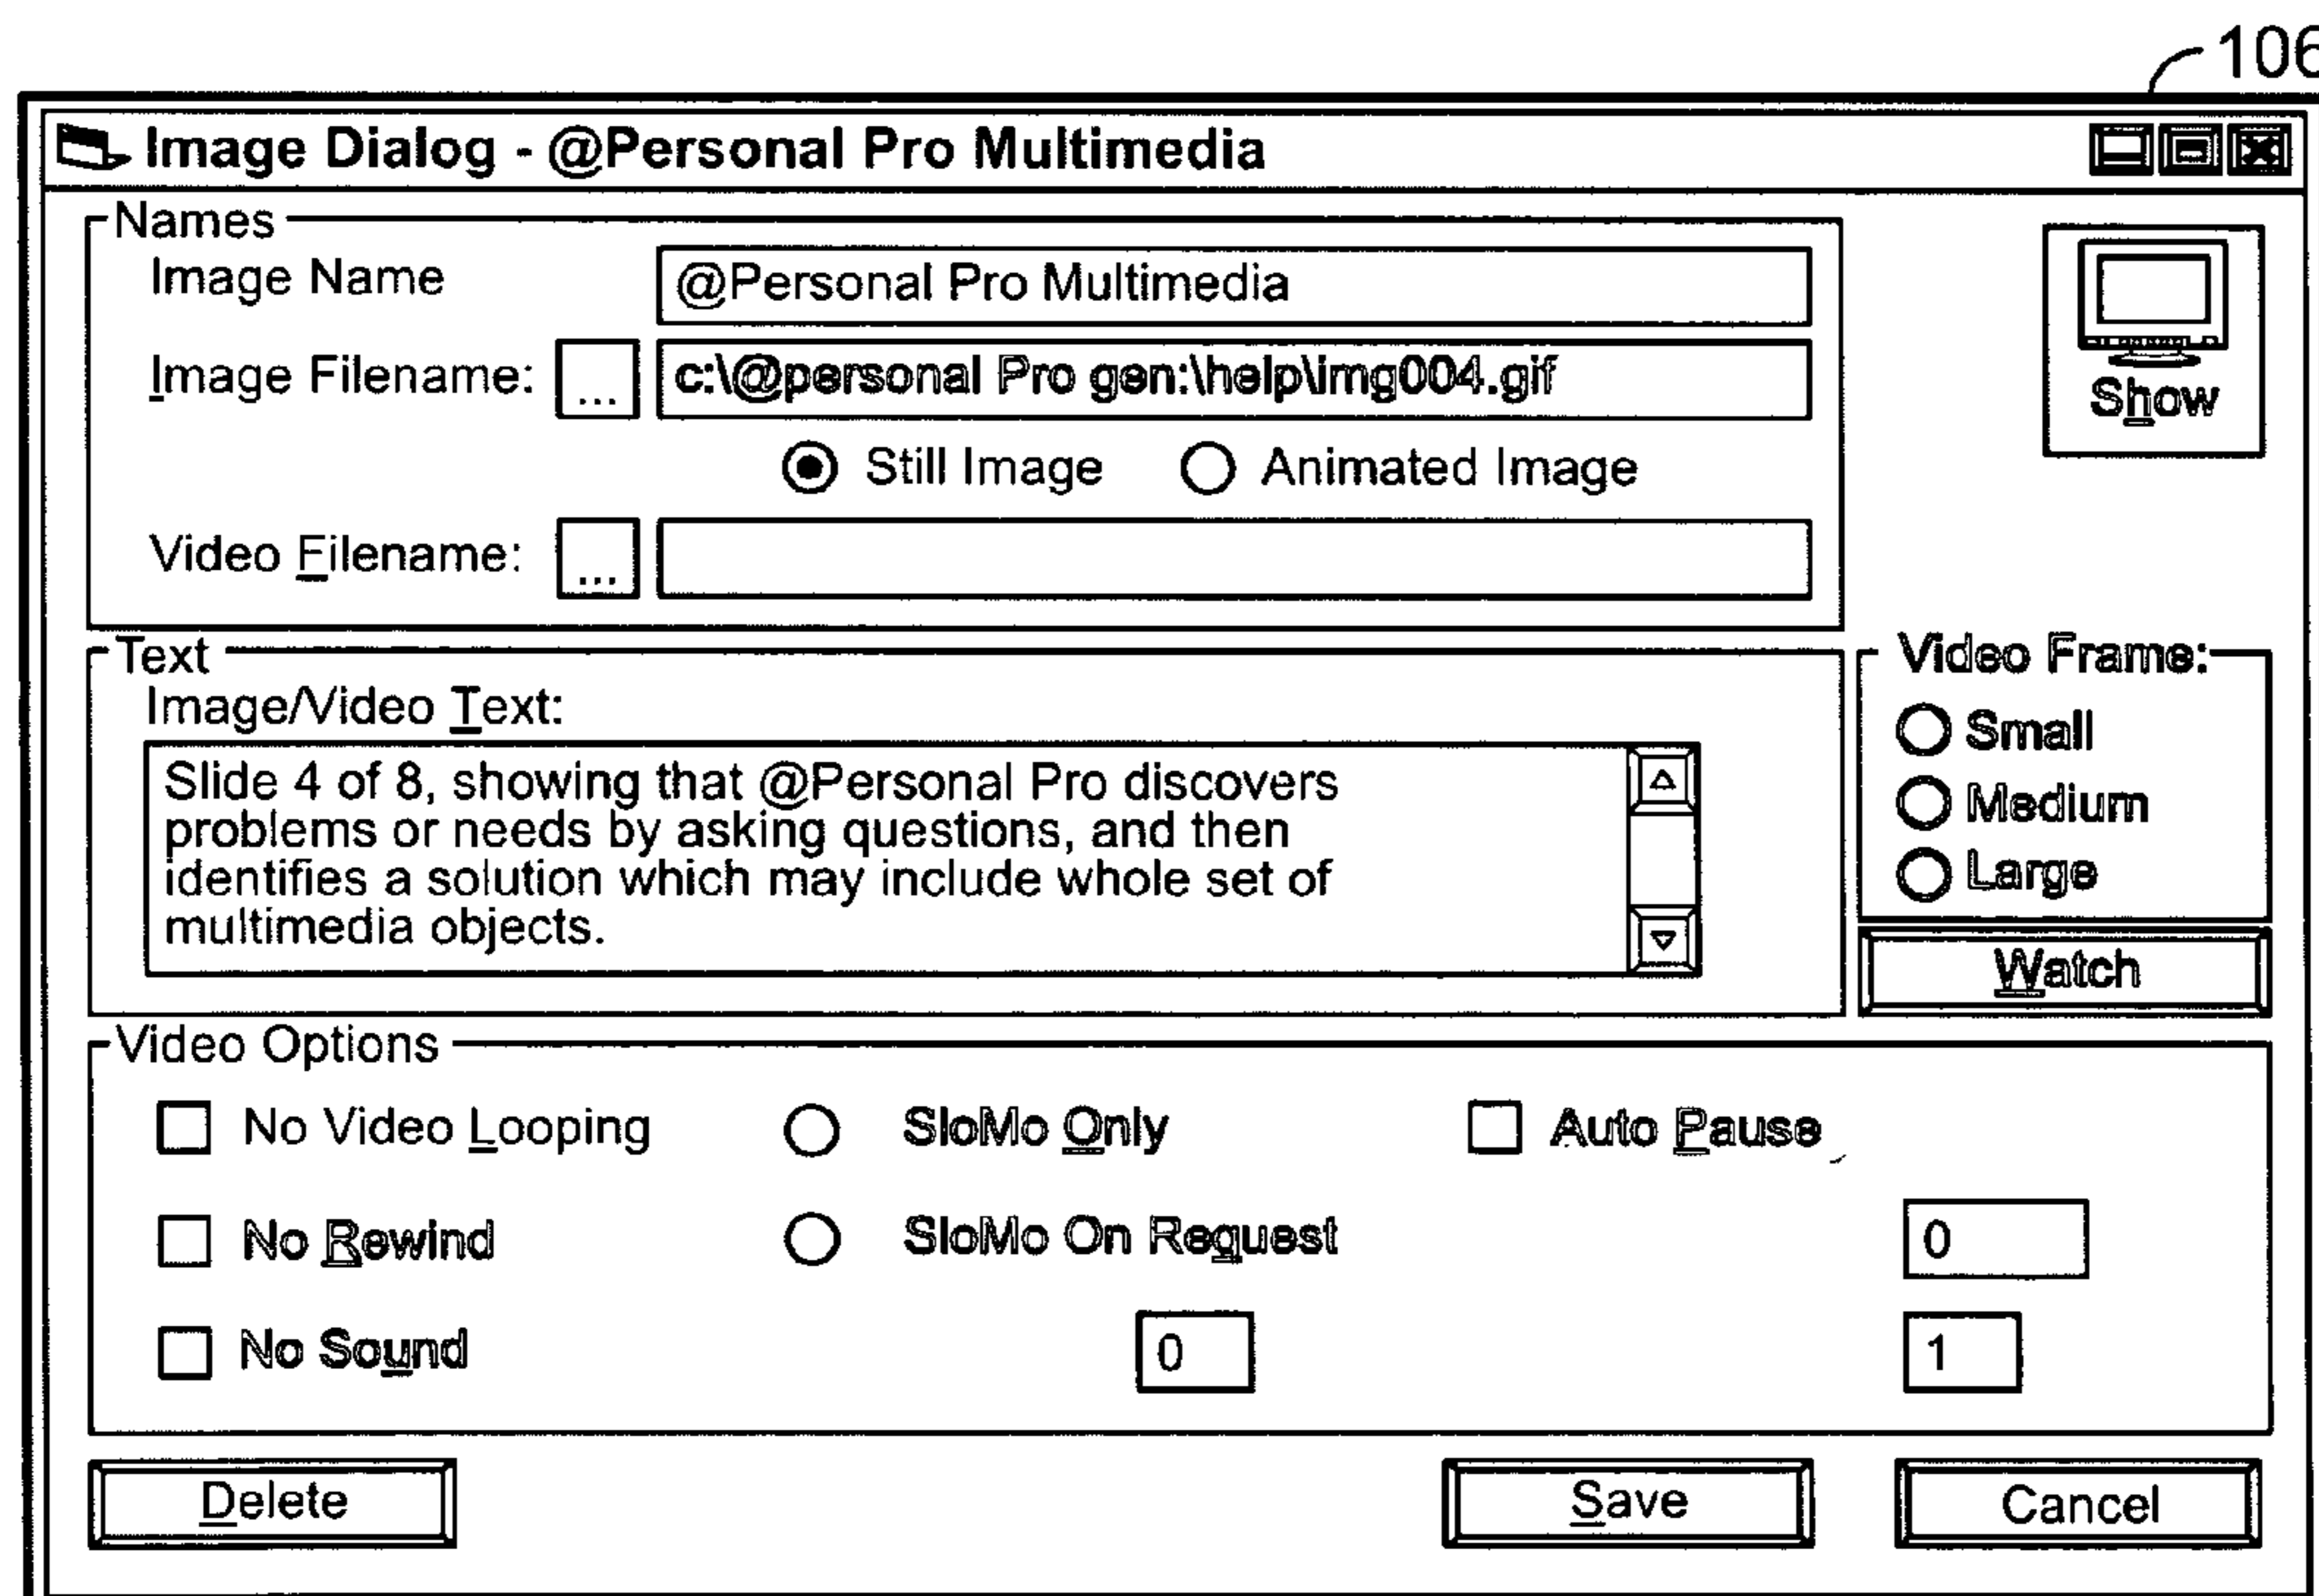 106
Image Dialog - @Personal Pro Multimedia
Names
Image Name
@Personal Pro Multimedia
Image Filename: ... c:\@personal Pro gen:\help\img004.gif
Show
Still Image Animated Image
Video Filename: ...
Text
Image/Video Text:
Slide 4 of 8, showing that @Personal Pro discovers
problems or needs by asking questions, and then
identifies a solution which may include whole set of
multimedia objects.
Video Frame:
Small
Medium
Large
Watch
Video Options
No Video Looping SloMo Only Auto Pause
No Rewind SloMo On Request 0
No Sound 0 1
Delete Save Cancel